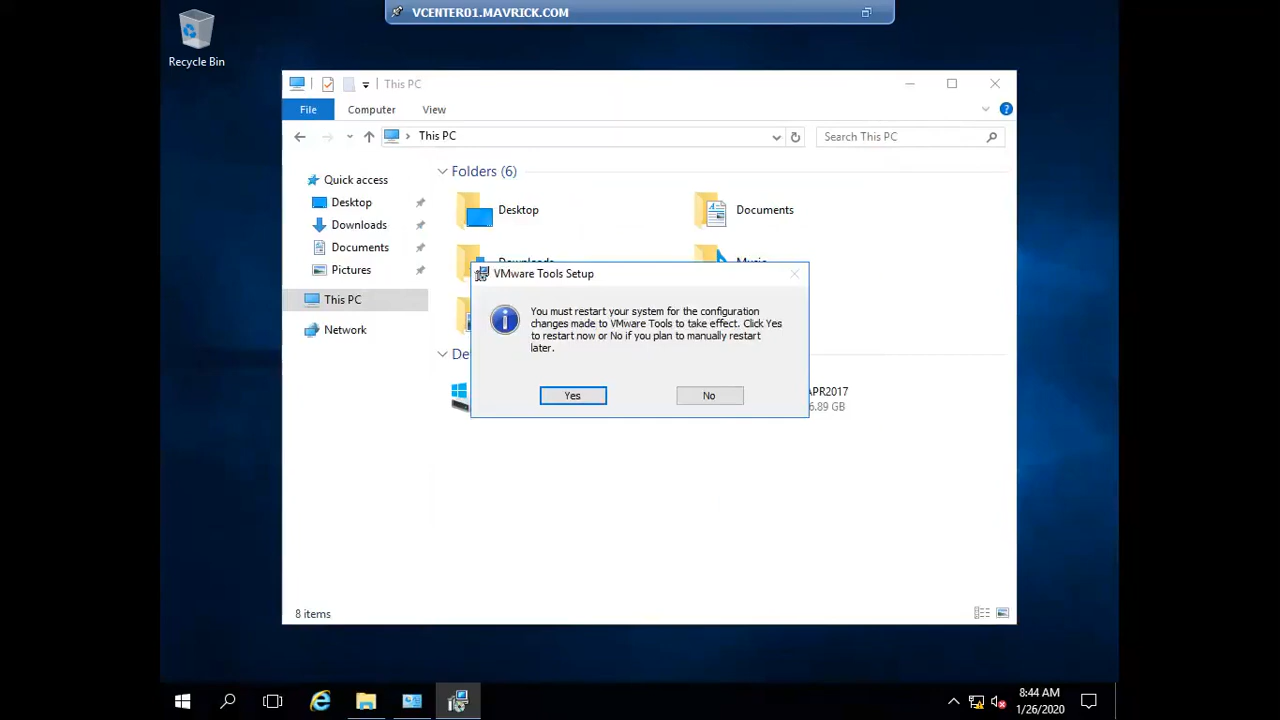 VCENTER01.MAVRICK.COM
Recycle Bin
This PC
File Computer View
This PC
Search This PC
Quick access
Desktop
Downloads
Documents
Pictures
This PC
Network
Folders (6)
Desktop
Documents
Downloads
Music
VMware Tools Setup
You must restart your system for the configuration
changes made to VMware Tools to take effect. Click Yes
to restart now or No if you plan to manually restart
later.
Yes No
De
APR2017
6.89 GB
8 items
8:44 AM
1/26/2020